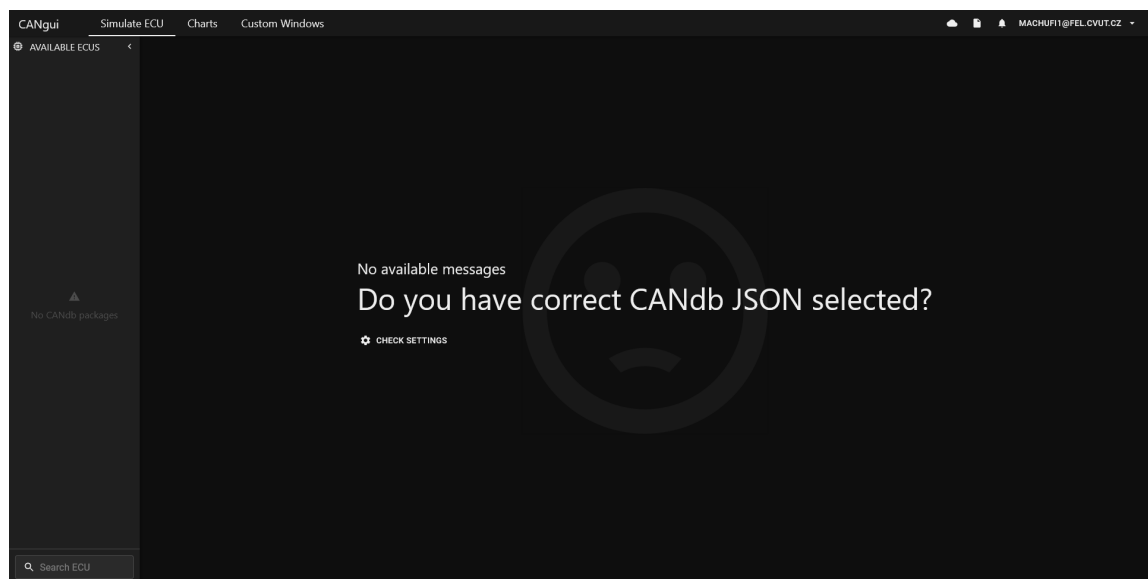 CANgui Simulate ECU Charts Custom Windows MACHUFI1@FEL.CVUT.CZ
AVAILABLE ECUS
No CANdb packages
Search ECU
No available messages
Do you have correct CANdb JSON selected?
CHECK SETTINGS